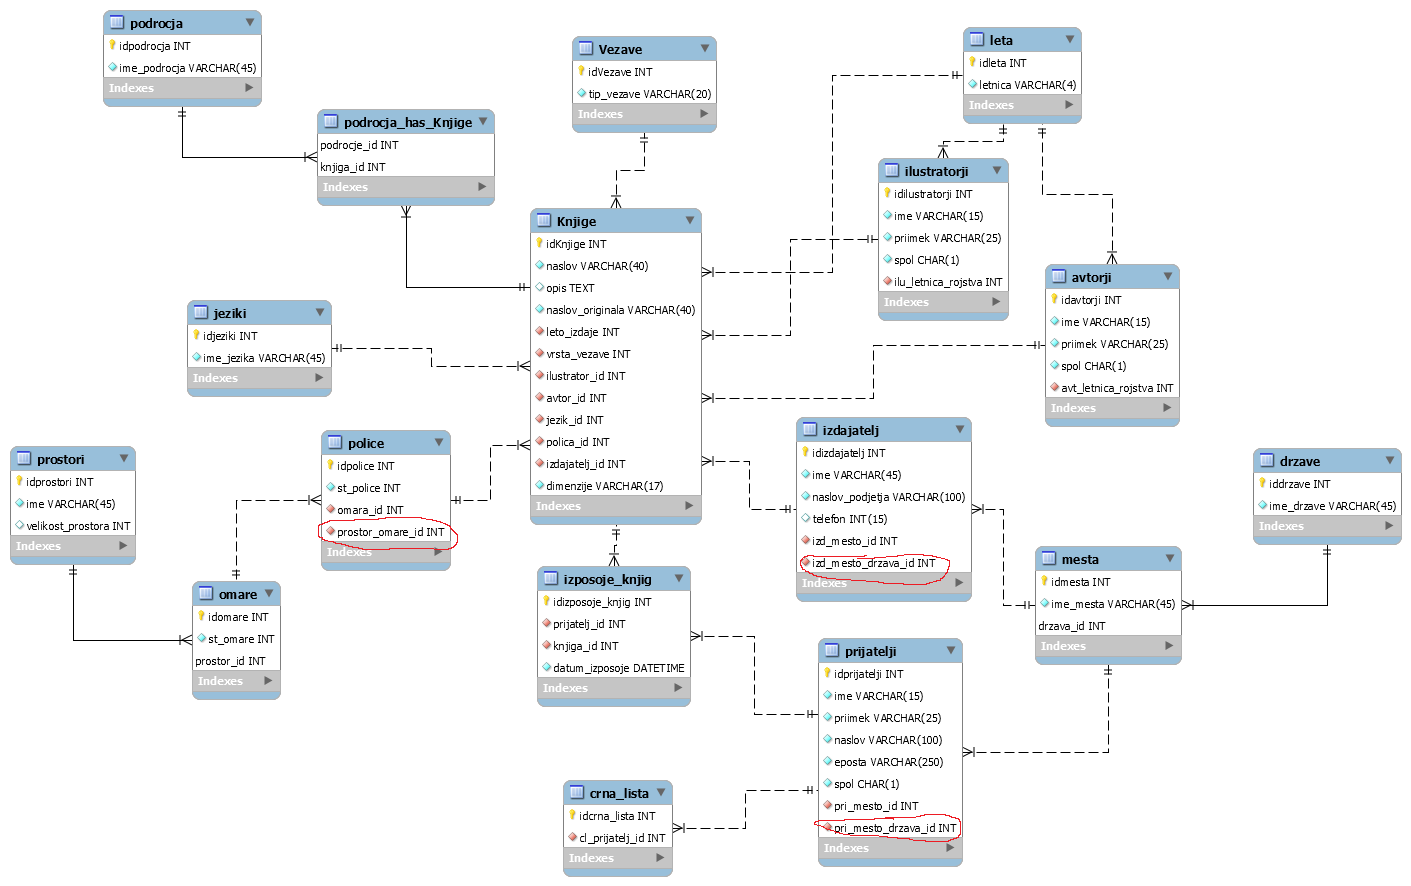 podrocja
idpodrocja INT
ime_podrocja VARCHAR(45)
Indexes
podrocja_has_Knjige
podrocje_id INT
knjiga_id INT
Indexes
Vezave
idVezave INT
tip_vezave VARCHAR(20)
Indexes
leta
idleta INT
letnica VARCHAR(4)
Indexes
ilustratorji
idilustratorji INT
ime VARCHAR(15)
priimek VARCHAR(25)
spol CHAR(1)
ilu_letnica_rojstva INT
Indexes
avtorji
idavtorji INT
ime VARCHAR(15)
priimek VARCHAR(25)
spol CHAR(1)
avt_letnica_rojstva INT
Indexes
Knjige
idKnjige INT
naslov VARCHAR(40)
opis TEXT
naslov_originala VARCHAR(40)
leto_izdaje INT
vrsta_vezave INT
ilustrator_id INT
avtor_id INT
jezik_id INT
polica_id INT
izdajatelj_id INT
dimenzije VARCHAR(17)
Indexes
jeziki
idjeziki INT
ime_jezika VARCHAR(45)
Indexes
prostori
idprostori INT
ime VARCHAR(45)
velikost_prostora INT
Indexes
police
idpolice INT
st_police INT
omara_id INT
prostor_omare_id INT
Indexes
omare
idomare INT
st_omare INT
prostor_id INT
Indexes
izdajatelj
idizdajatelj INT
ime VARCHAR(45)
naslov_podjetja VARCHAR(100)
telefon INT(15)
izd_mesto_id INT
izd_mesto_drzava_id INT
Indexes
drzave
iddrzave INT
ime_drzave VARCHAR(45)
Indexes
mesta
idmesta INT
ime_mesta VARCHAR(45)
drzava_id INT
Indexes
izposoje_knjig
idizposoje_knjig INT
prijatelj_id INT
knjiga_id INT
datum_izposoje DATETIME
Indexes
prijatelji
idprijatelji INT
ime VARCHAR(15)
priimek VARCHAR(25)
naslov VARCHAR(100)
eposta VARCHAR(250)
spol CHAR(1)
pri_mesto_id INT
pri_mesto_drzava_id INT
Indexes
crna_lista
idcrna_lista INT
cl_prijatelj_id INT
Indexes